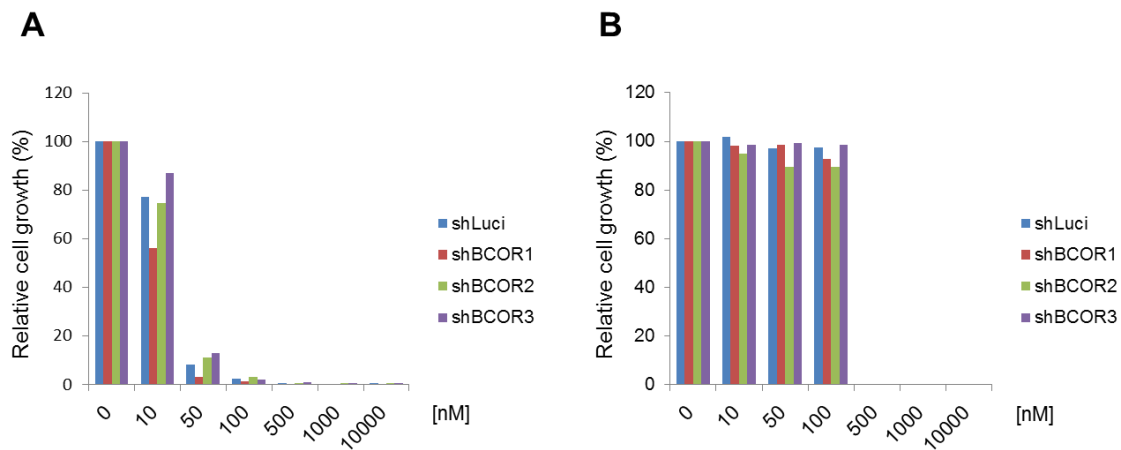 A
Relative cell growth (%)
120
100
80
60
40
20
0
0 10 50 100 500 1000 10000 [nM]
shLuci
shBCOR1
shBCOR2
shBCOR3
B
Relative cell growth (%)
120
100
80
60
40
20
0
0 10 50 100 500 1000 10000 [nM]
shLuci
shBCOR1
shBCOR2
shBCOR3